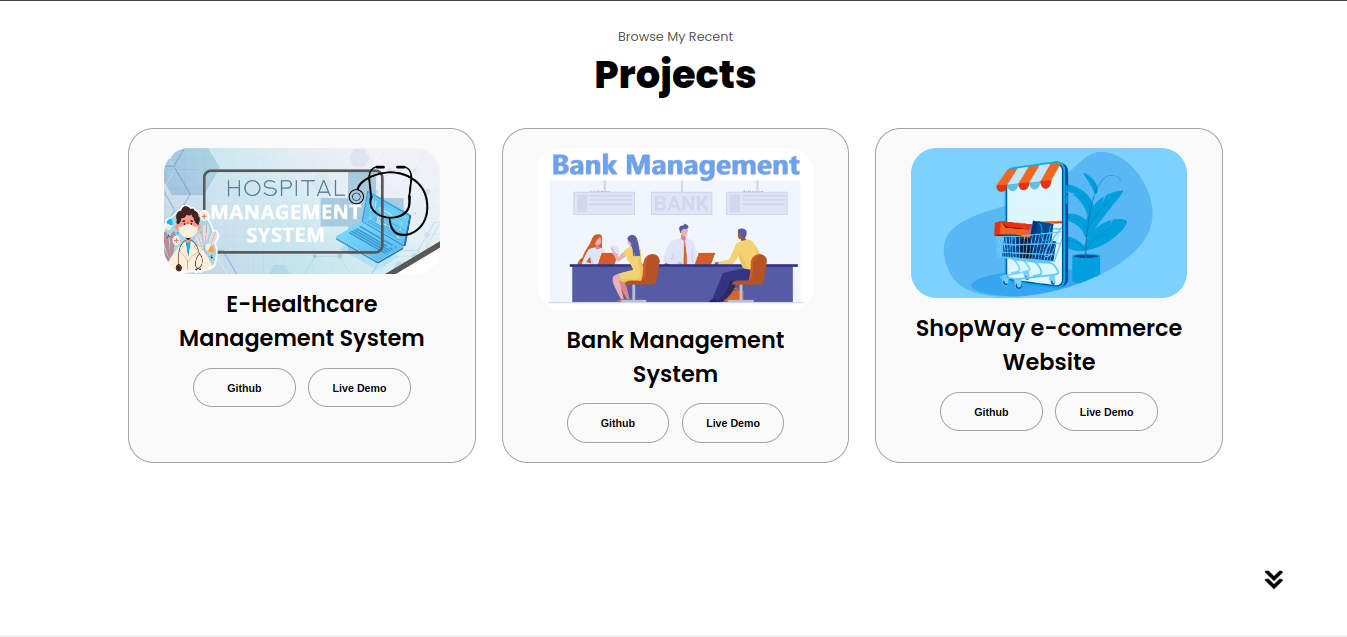 Browse My Recent
Projects
HOSPITAL
MANAGEMENT
SYSTEM
E-Healthcare
Management System
Github
Live Demo
Bank Management
BANK
Bank Management
System
Github
Live Demo
ShopWay e-commerce
Website
Github
Live Demo